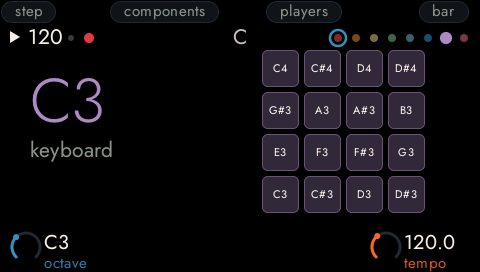 step components players bar
120 C
C3
keyboard
C4 C#4 D4 D#4
G#3 A3 A#3 B3
E3 F3 F#3 G3
C3 C#3 D3 D#3
C3 120.0
octave tempo